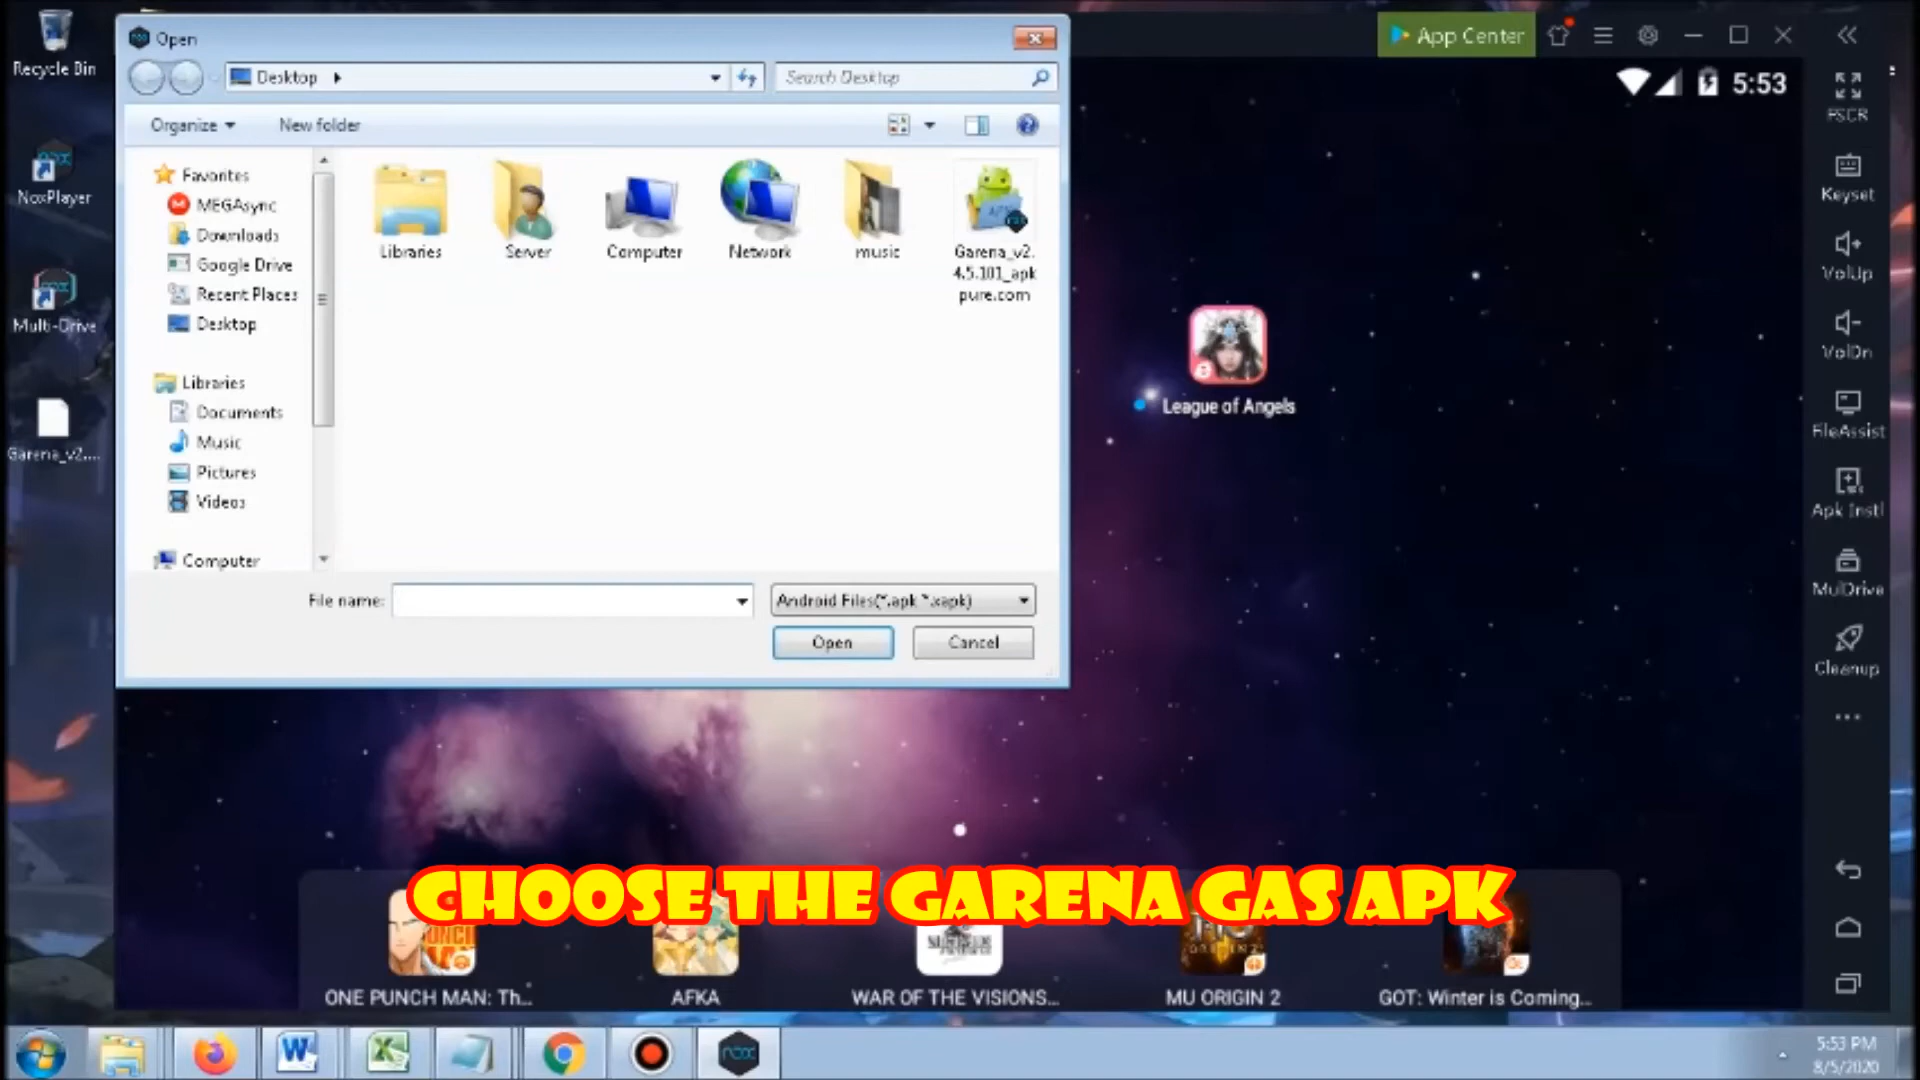 Open
Desktop
Search Desktop
Organize
New folder
Favorites
MEGAsync
Downloads
Google Drive
Recent Places
Desktop
Libraries
Documents
Music
Pictures
Videos
Computer
Libraries
Server
Computer
Network
music
Garena_v2.
4.5.101_apk
pure.com
File name:
Android Files(*.apk *.xapk)
Open
Cancel
Recycle Bin
NoxPlayer
Multi-Drive
Garena_v2....
App Center
5:53
FSCR
Keyset
VolUp
VolDn
FileAssist
Apk Instl
MulDrive
Cleanup
League of Angels
CHOOSE THE GARENA GAS APK
ONE PUNCH MAN: Th...
AFKA
WAR OF THE VISIONS...
MU ORIGIN 2
GOT: Winter is Coming...
nox
5:53 PM
8/5/2020